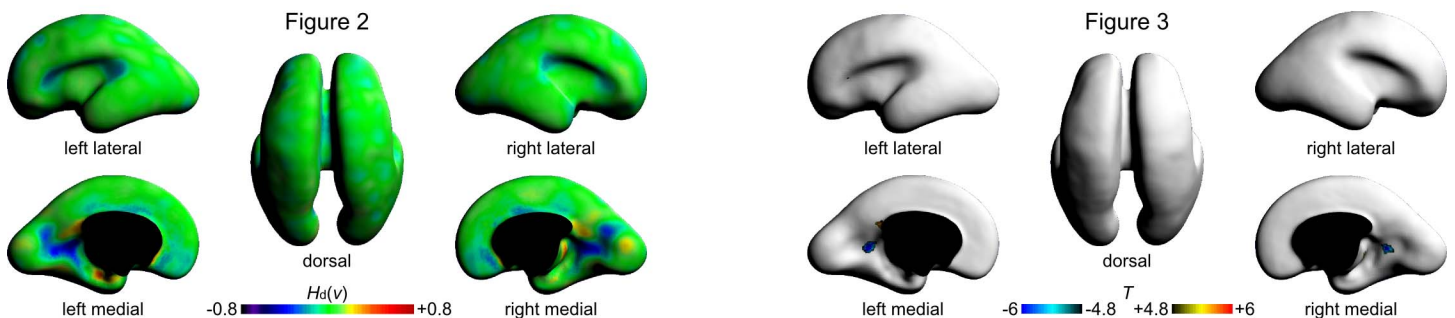 Figure 2
left lateral
right lateral
dorsal
left medial
right medial
Hd(v)
-0.8
+0.8
Figure 3
left lateral
right lateral
dorsal
left medial
right medial
T
-6
-4.8
+4.8
+6